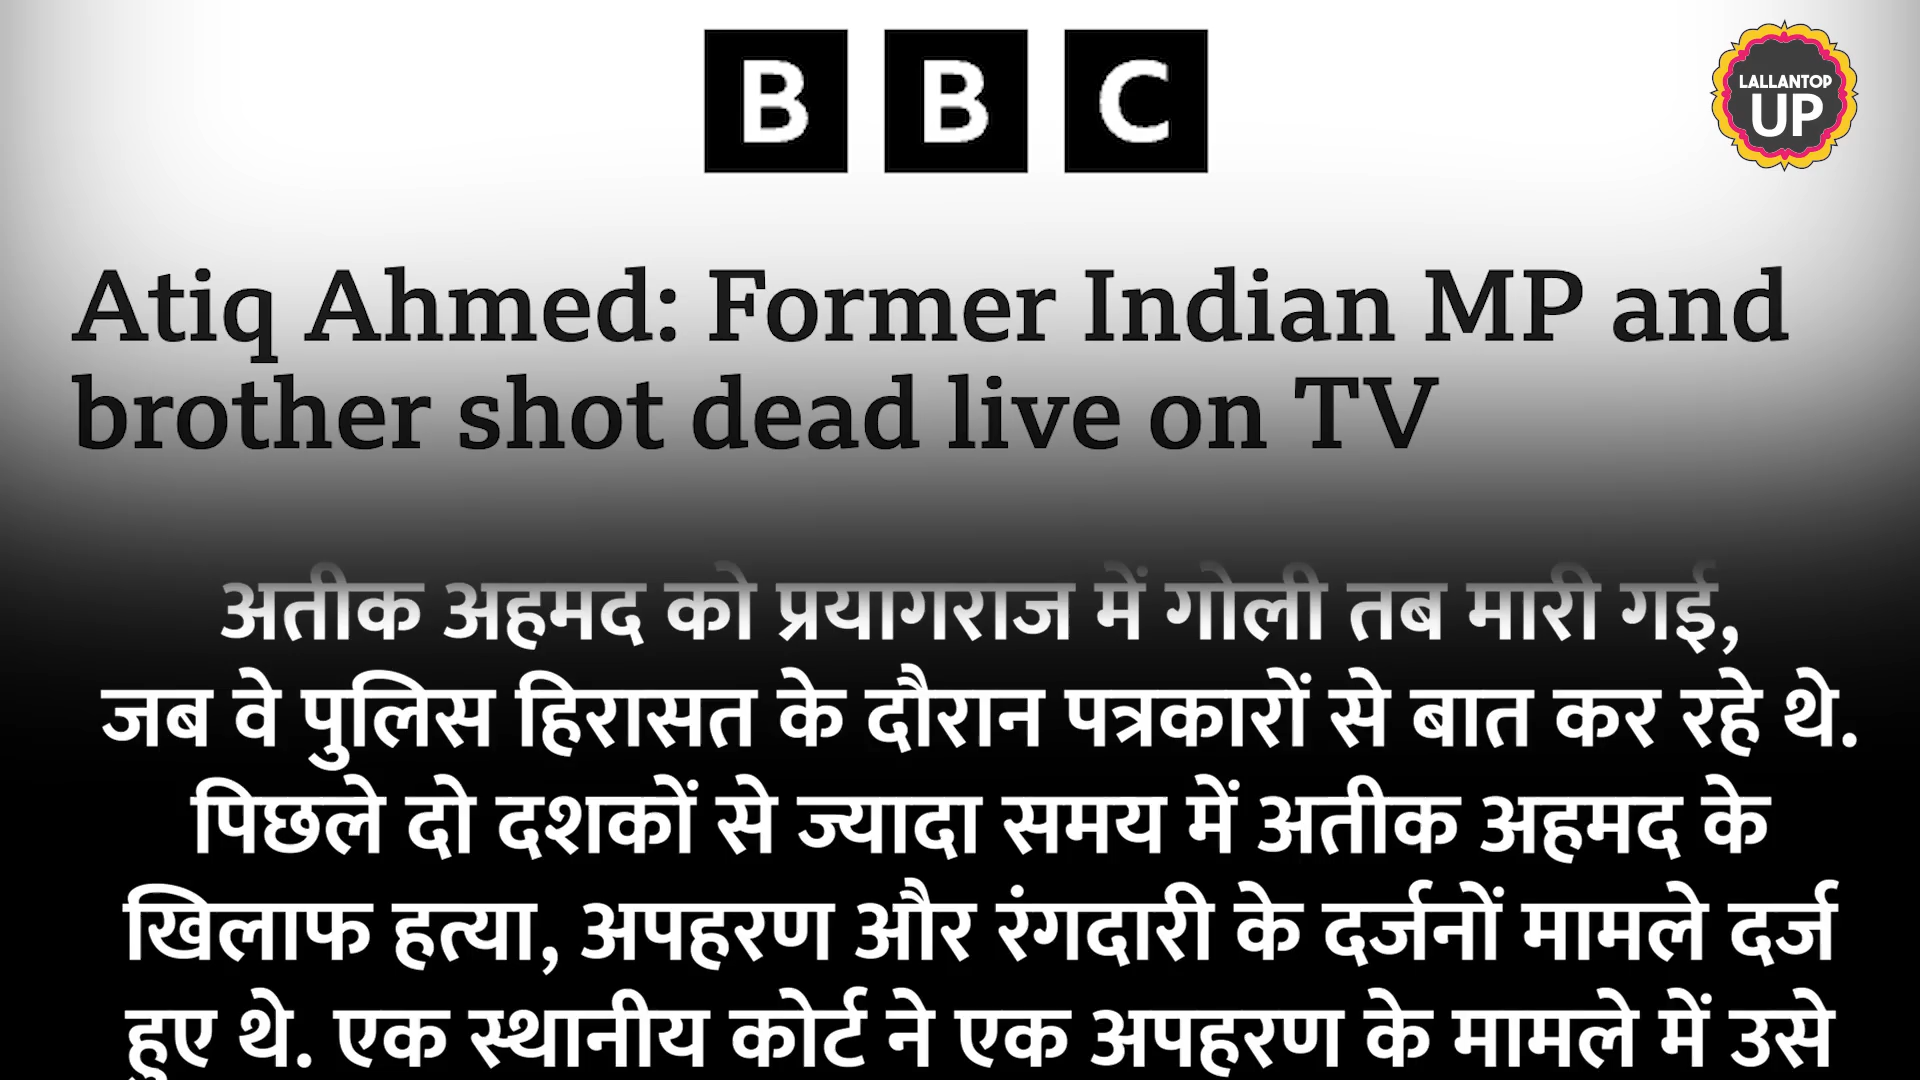 BBC
LALLANTOP
UP
Atiq Ahmed: Former Indian MP and
brother shot dead live on TV
अतीक अहमद को प्रयागराज में गोली तब मारी गई,
जब वे पुलिस हिरासत के दौरान पत्रकारों से बात कर रहे थे.
पिछले दो दशकों से ज्यादा समय में अतीक अहमद के
खिलाफ हत्या, अपहरण और रंगदारी के दर्जनों मामले दर्ज
हुए थे. एक स्थानीय कोर्ट ने एक अपहरण के मामले में उसे